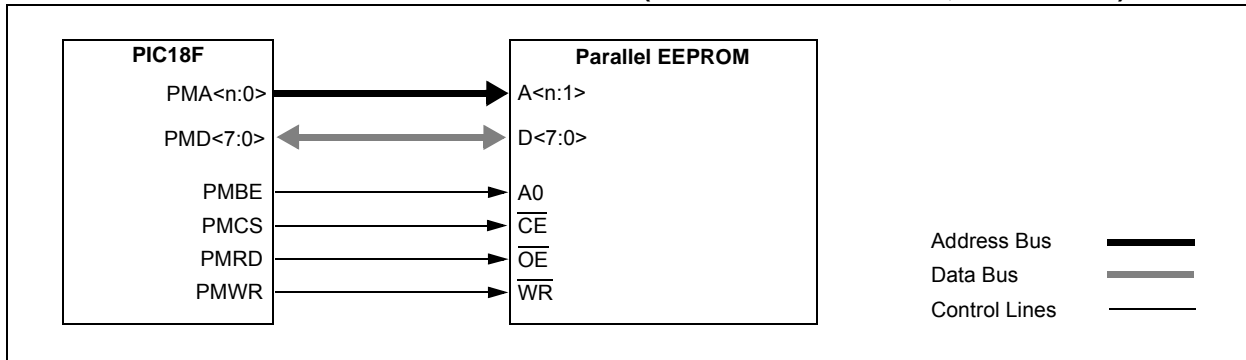 PIC18F
Parallel EEPROM
PMA<n:0>
A<n:1>
PMD<7:0>
D<7:0>
PMBE
A0
PMCS
CE
PMRD
OE
PMWR
WR
Address Bus
Data Bus
Control Lines